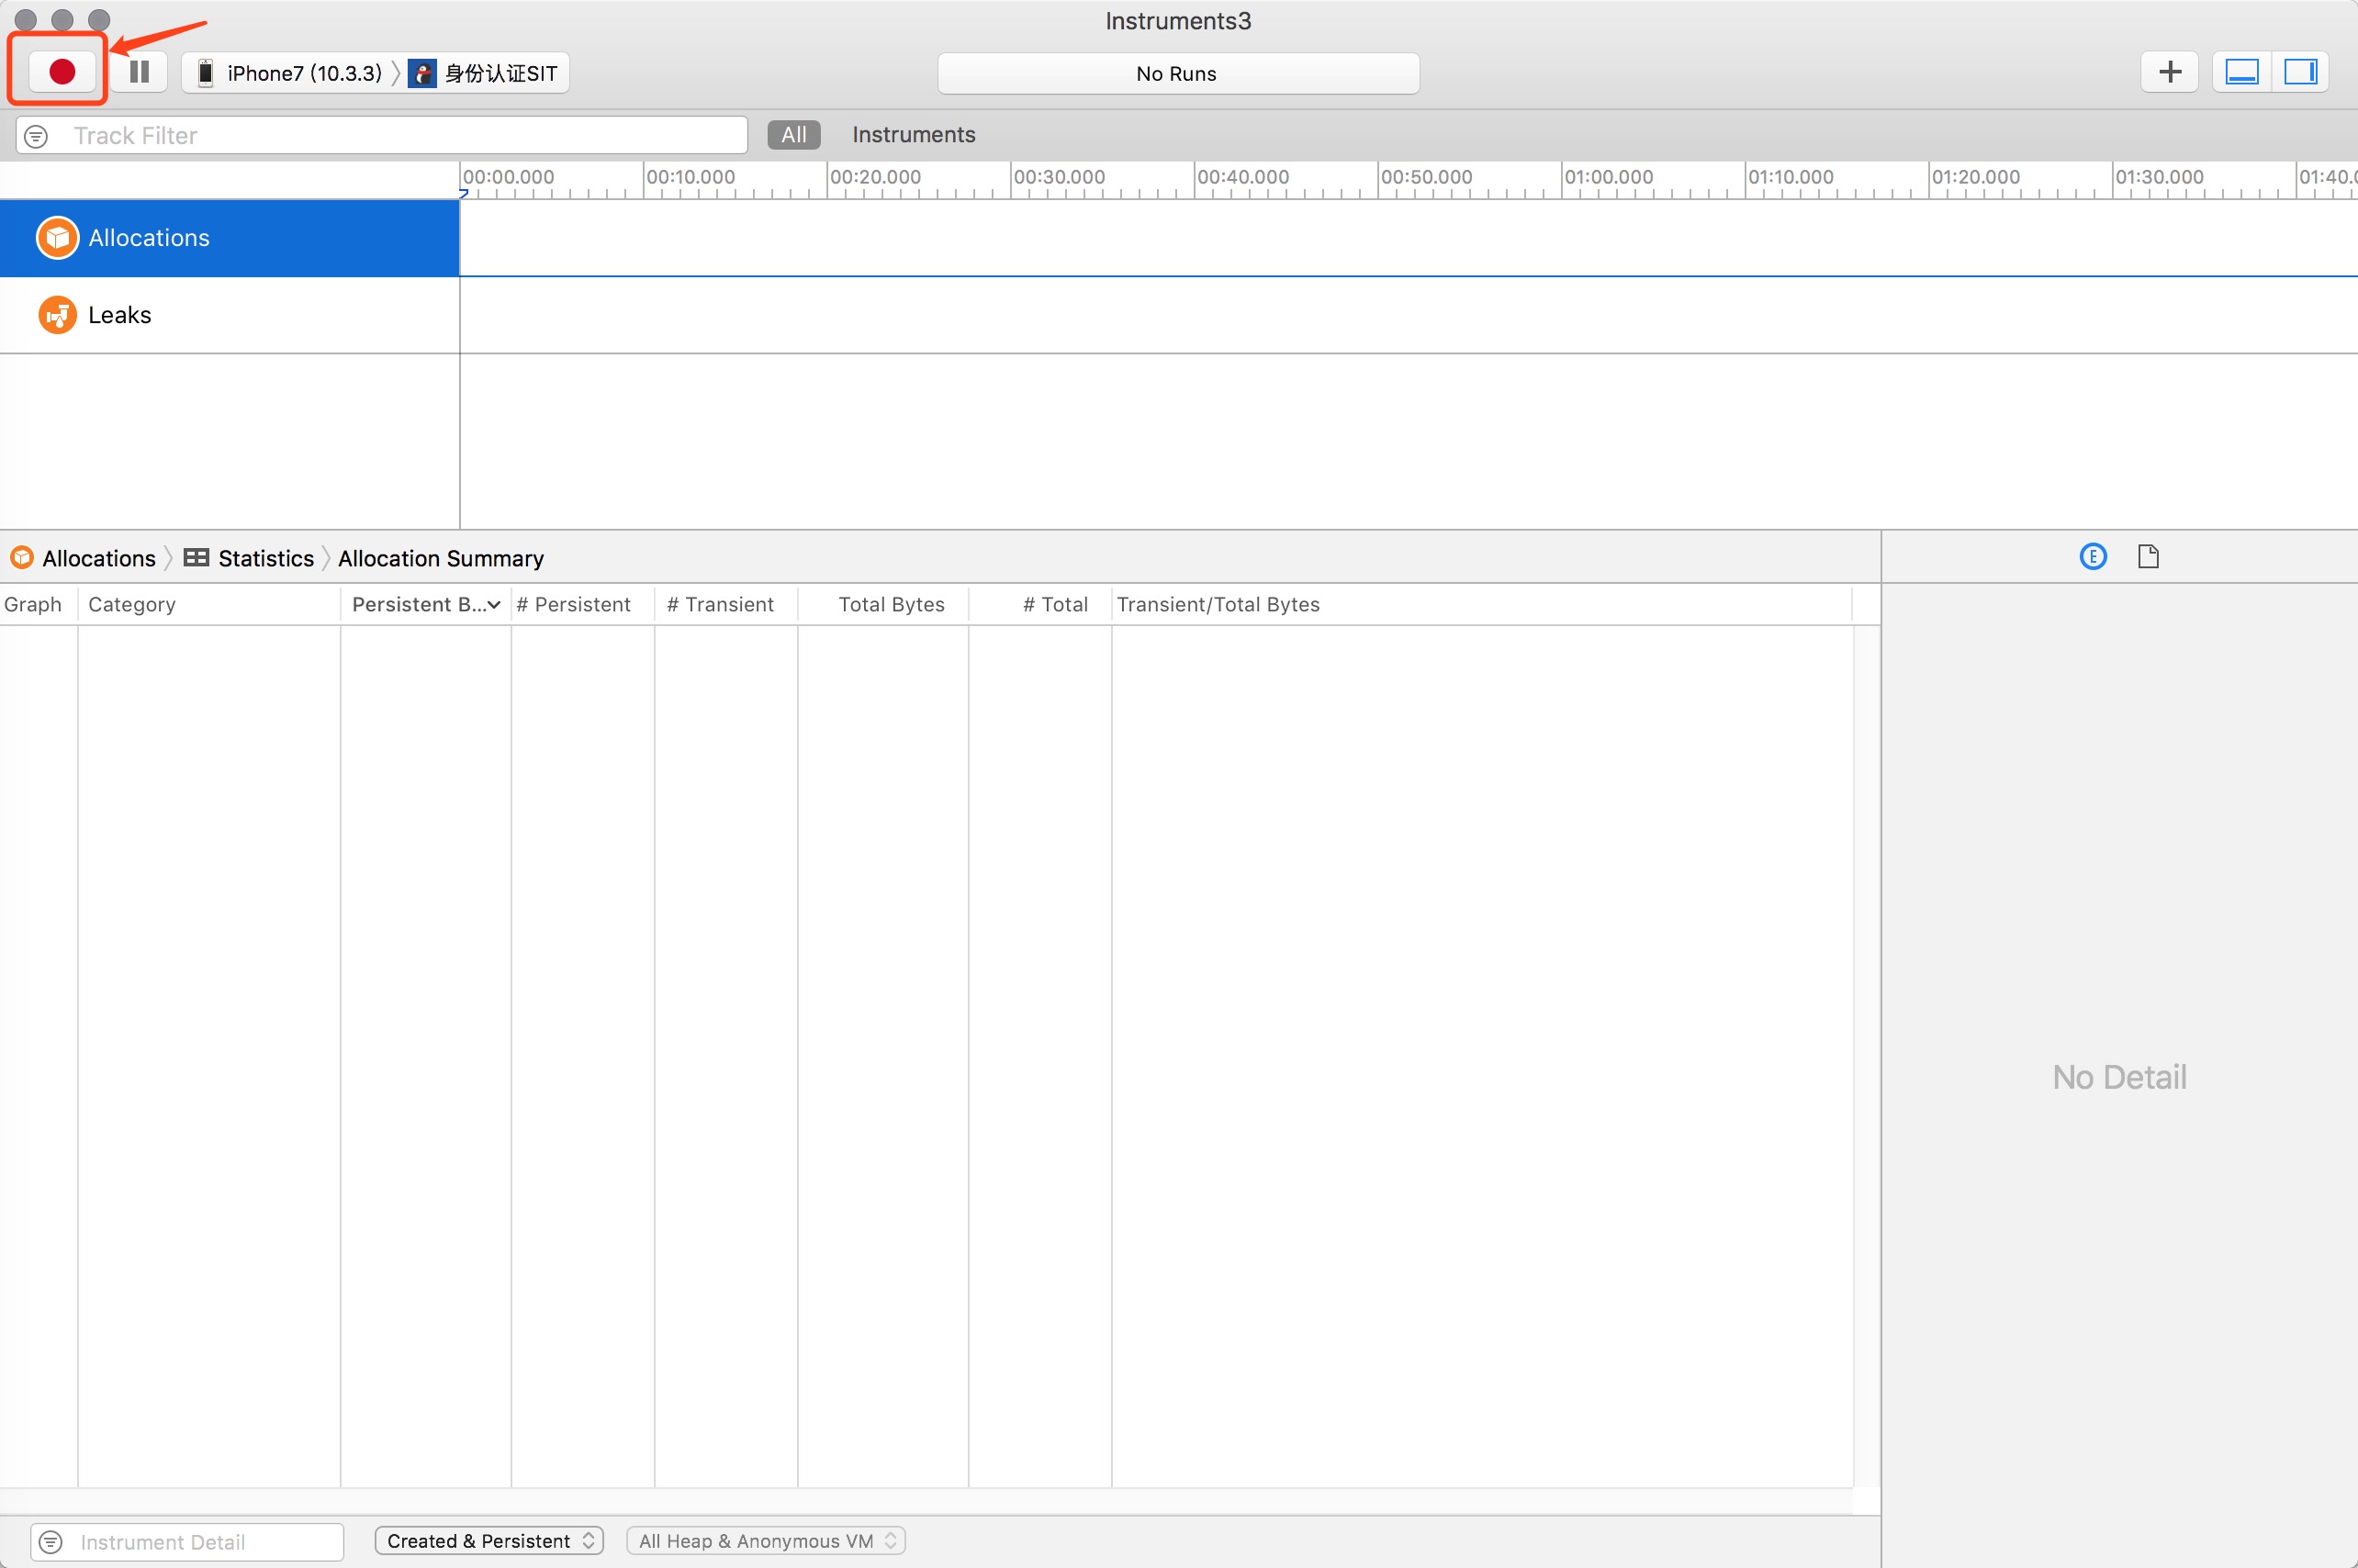 Instruments3
iPhone7 (10.3.3) 身份认证SIT
No Runs
Track Filter
All Instruments
00:00.000 00:10.000 00:20.000 00:30.000 00:40.000 00:50.000 01:00.000 01:10.000 01:20.000 01:30.000 01:40.0
Allocations
Leaks
Allocations Statistics Allocation Summary
E
Graph Category Persistent B... # Persistent # Transient Total Bytes # Total Transient/Total Bytes
No Detail
Instrument Detail Created & Persistent All Heap & Anonymous VM